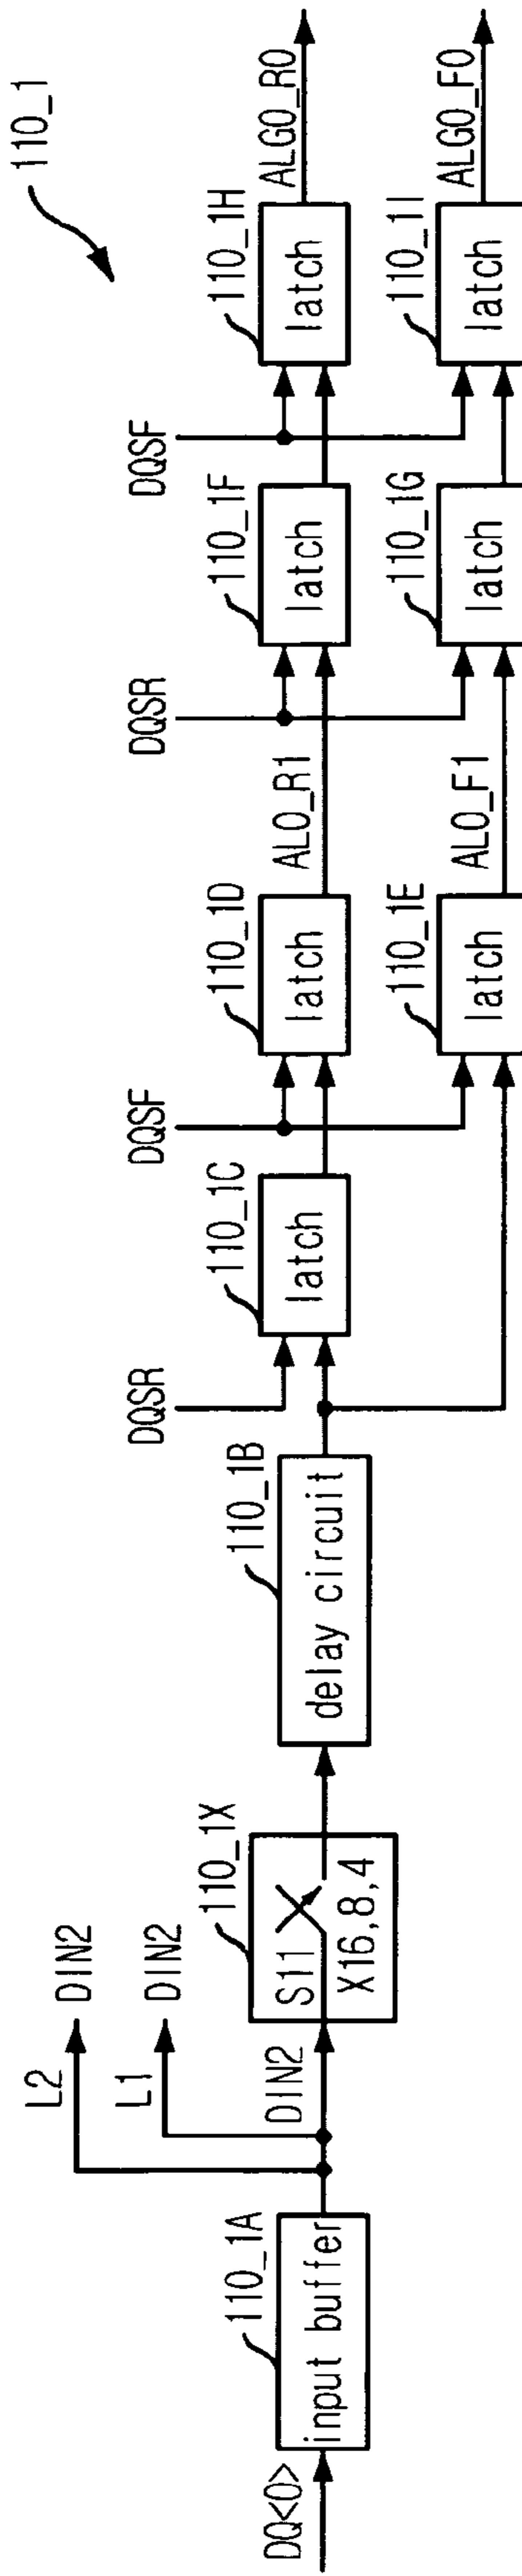 110_1
DQ<0>
110_1A
input buffer
L2
DIN2
L1
DIN2
DIN2
110_1X
S11
X16,8,4
110_1B
delay circuit
DQSR
110_1C
latch
DQSF
110_1D
latch
ALO_R1
110_1E
latch
ALO_F1
DQSR
110_1F
latch
110_1G
latch
DQSF
110_1H
latch
ALGO_R0
110_1I
latch
ALGO_F0